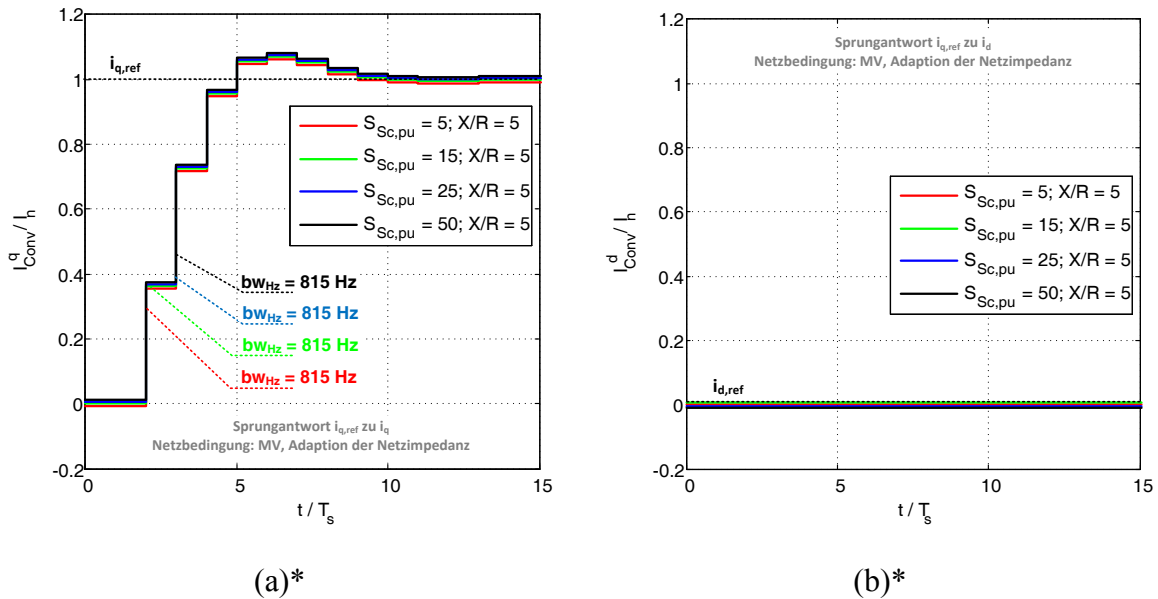 1.2
1
0.8
0.6
0.4
0.2
0
-0.2
0
5
10
15
I^q_Conv / I_n
t / T_s
i_q,ref
S_Sc,pu = 5; X/R = 5
S_Sc,pu = 15; X/R = 5
S_Sc,pu = 25; X/R = 5
S_Sc,pu = 50; X/R = 5
bw_Hz = 815 Hz
bw_Hz = 815 Hz
bw_Hz = 815 Hz
bw_Hz = 815 Hz
Sprungantwort i_q,ref zu i_q
Netzbedingung: MV, Adaption der Netzimpedanz
(a)*
1.2
1
0.8
0.6
0.4
0.2
0
-0.2
0
5
10
15
I^d_Conv / I_n
t / T_s
Sprungantwort i_q,ref zu i_d
Netzbedingung: MV, Adaption der Netzimpedanz
S_Sc,pu = 5; X/R = 5
S_Sc,pu = 15; X/R = 5
S_Sc,pu = 25; X/R = 5
S_Sc,pu = 50; X/R = 5
i_d,ref
(b)*